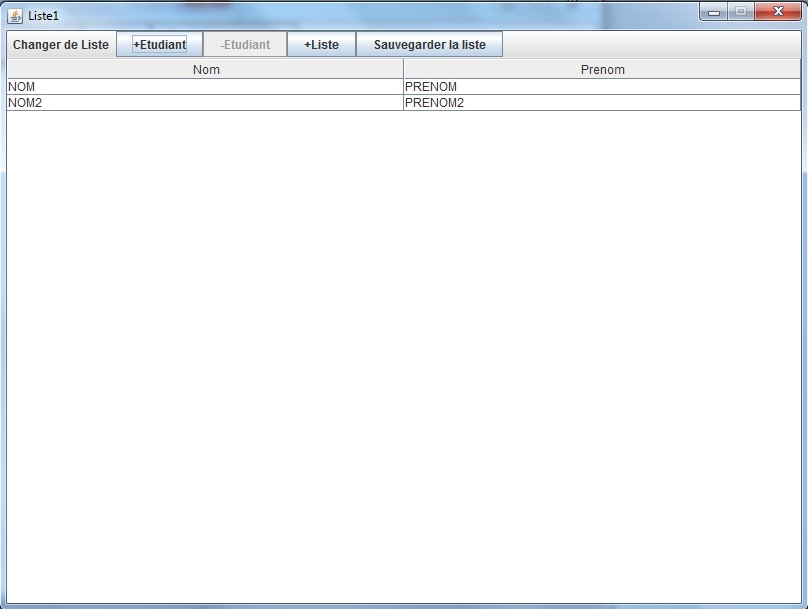 Liste1
Changer de Liste +Etudiant -Etudiant +Liste Sauvegarder la liste
Nom Prenom
NOM PRENOM
NOM2 PRENOM2